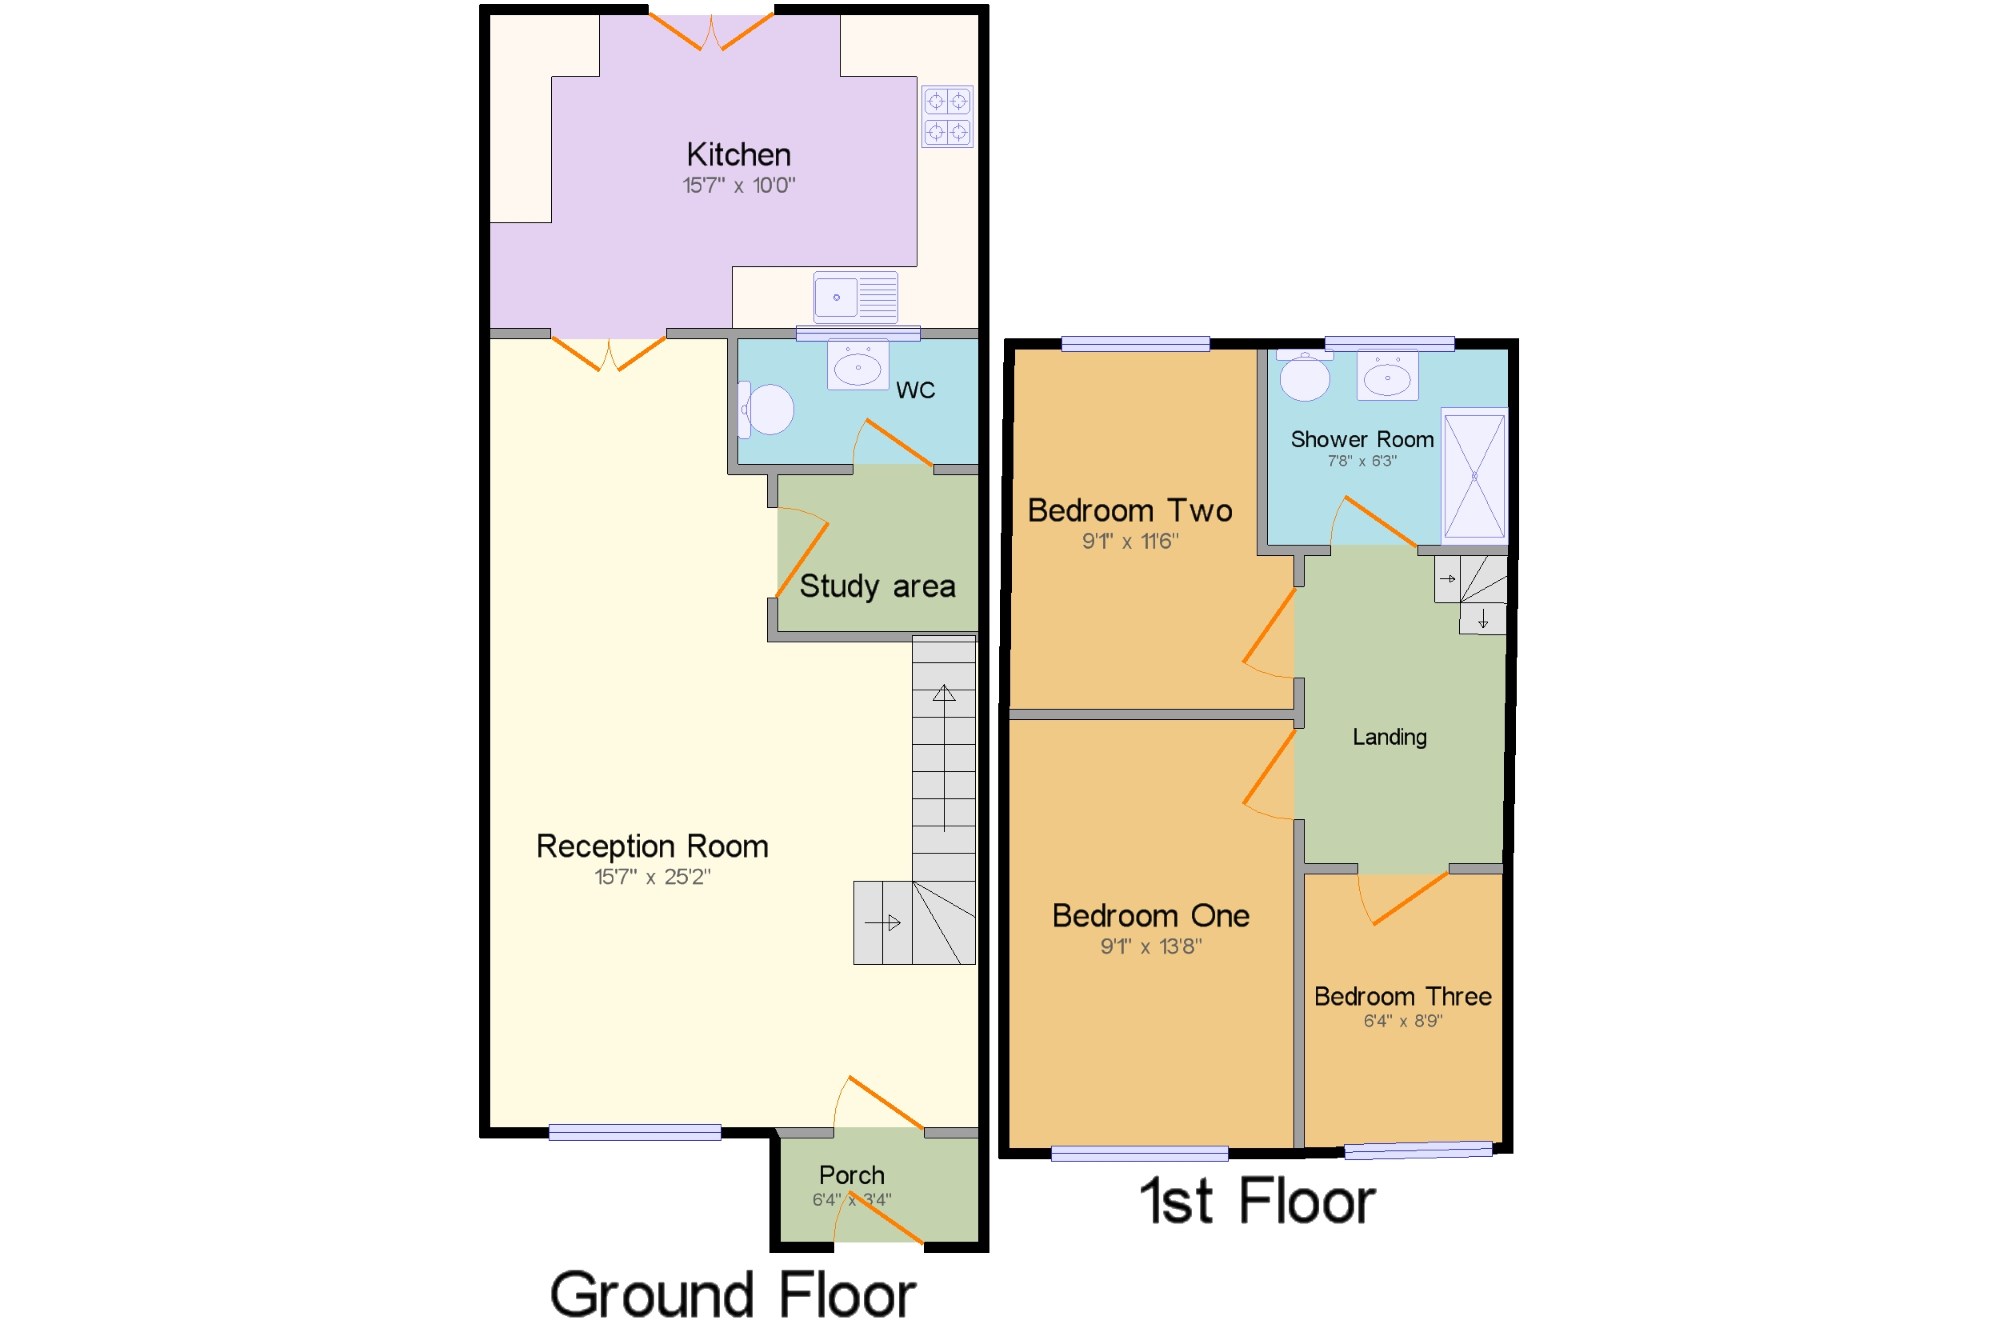 Kitchen
15'7" x 10'0"
WC
Study area
Reception Room
15'7" x 25'2"
Porch
6'4" x 3'4"
Ground Floor
Shower Room
7'8" x 6'3"
Bedroom Two
9'1" x 11'6"
Landing
Bedroom One
9'1" x 13'8"
Bedroom Three
6'4" x 8'9"
1st Floor